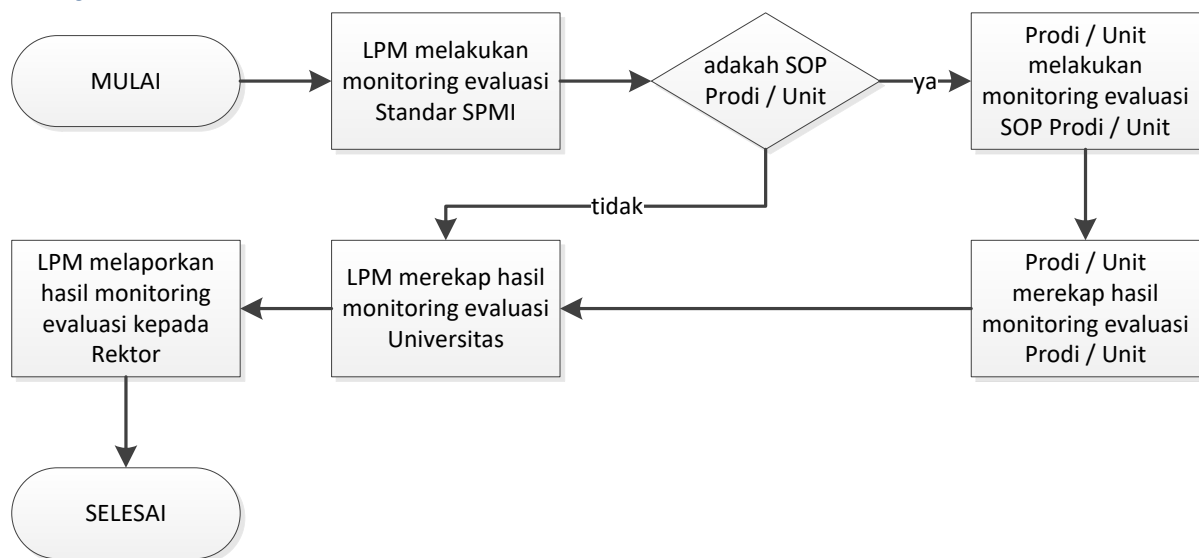 MULAI
LPM melakukan
monitoring evaluasi
Standar SPMI
adakah SOP
Prodi / Unit
ya
Prodi / Unit
melakukan
monitoring evaluasi
SOP Prodi / Unit
tidak
LPM melaporkan
hasil monitoring
evaluasi kepada
Rektor
LPM merekap hasil
monitoring evaluasi
Universitas
Prodi / Unit
merekap hasil
monitoring evaluasi
Prodi / Unit
SELESAI